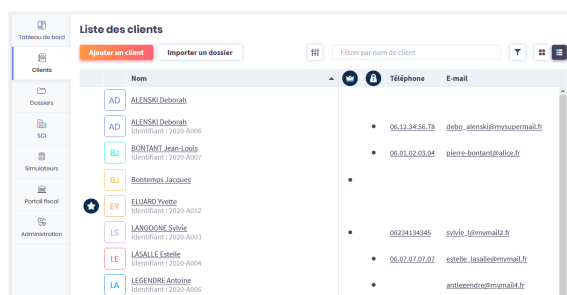 Liste des clients
Tableau de bord
Ajouter un client Importer un dossier Filtrer par nom de client
Clients
Nom Téléphone E-mail
Dossiers
AD ALENSKI Deborah
SCI
AD ALENSKI Deborah 06.12.34.56.78 debo_alenski@mysupermail.fr
Identifiant : 2020-A006
BJ BONTANT Jean-Louis 06.01.02.03.04 pierre-bontant@alice.fr
Identifiant : 2020-A007
Simulateurs
BJ Bontemps Jacques
Portail fiscal
EY ELUARD Yvette
Identifiant : 2020-A012
Administration
LS LANGOGNE Sylvie 06234134345 sylvie_l@mymail2.fr
Identifiant : 2020-A003
LE LASALLE Estelle 06.07.07.07.07 estelle_lasalle@mymail.fr
Identifiant : 2020-A004
LA LEGENDRE Antoine antlegendre@mymail4.fr
Identifiant : 2020-A005